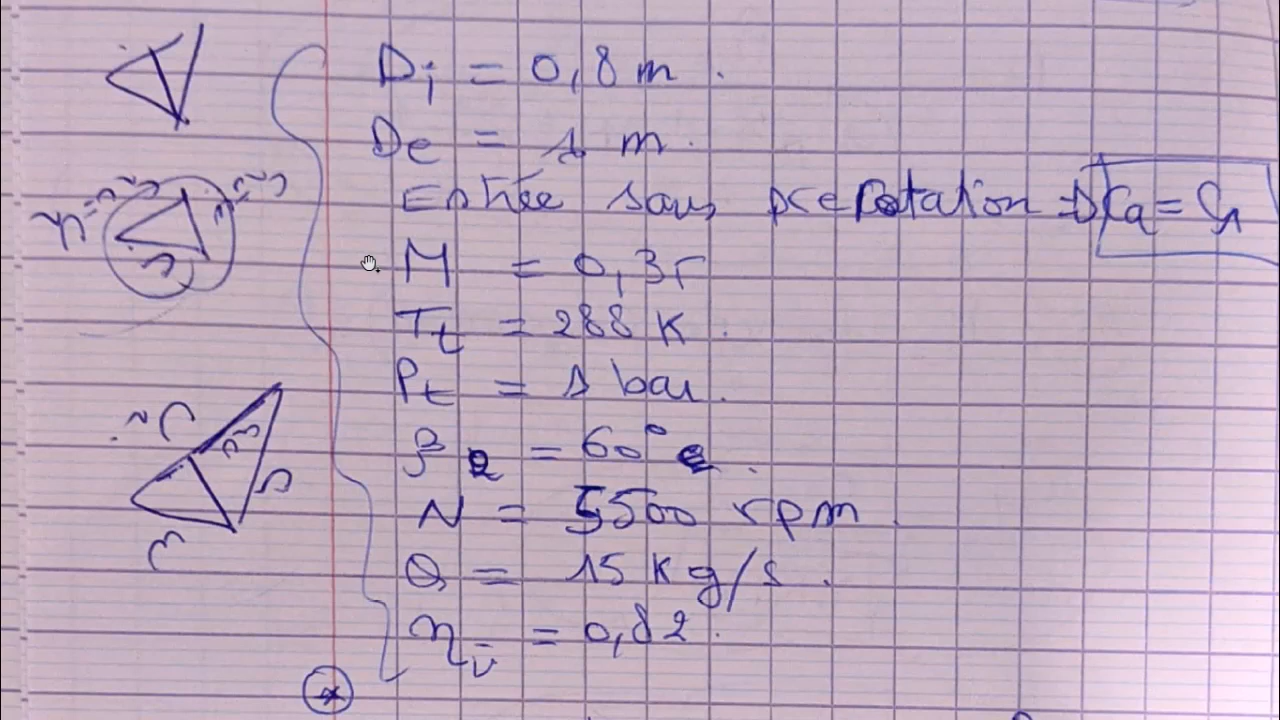 Di = 0,8 m.
De = 1 m.
Entrée sans prérotation => Ca = C1
M = 0,35
Tt = 288 K.
Pt = 1 bar.
β2 = 60°
N = 5500 rpm
Q = 15 Kg/s.
ηi = 0,82.